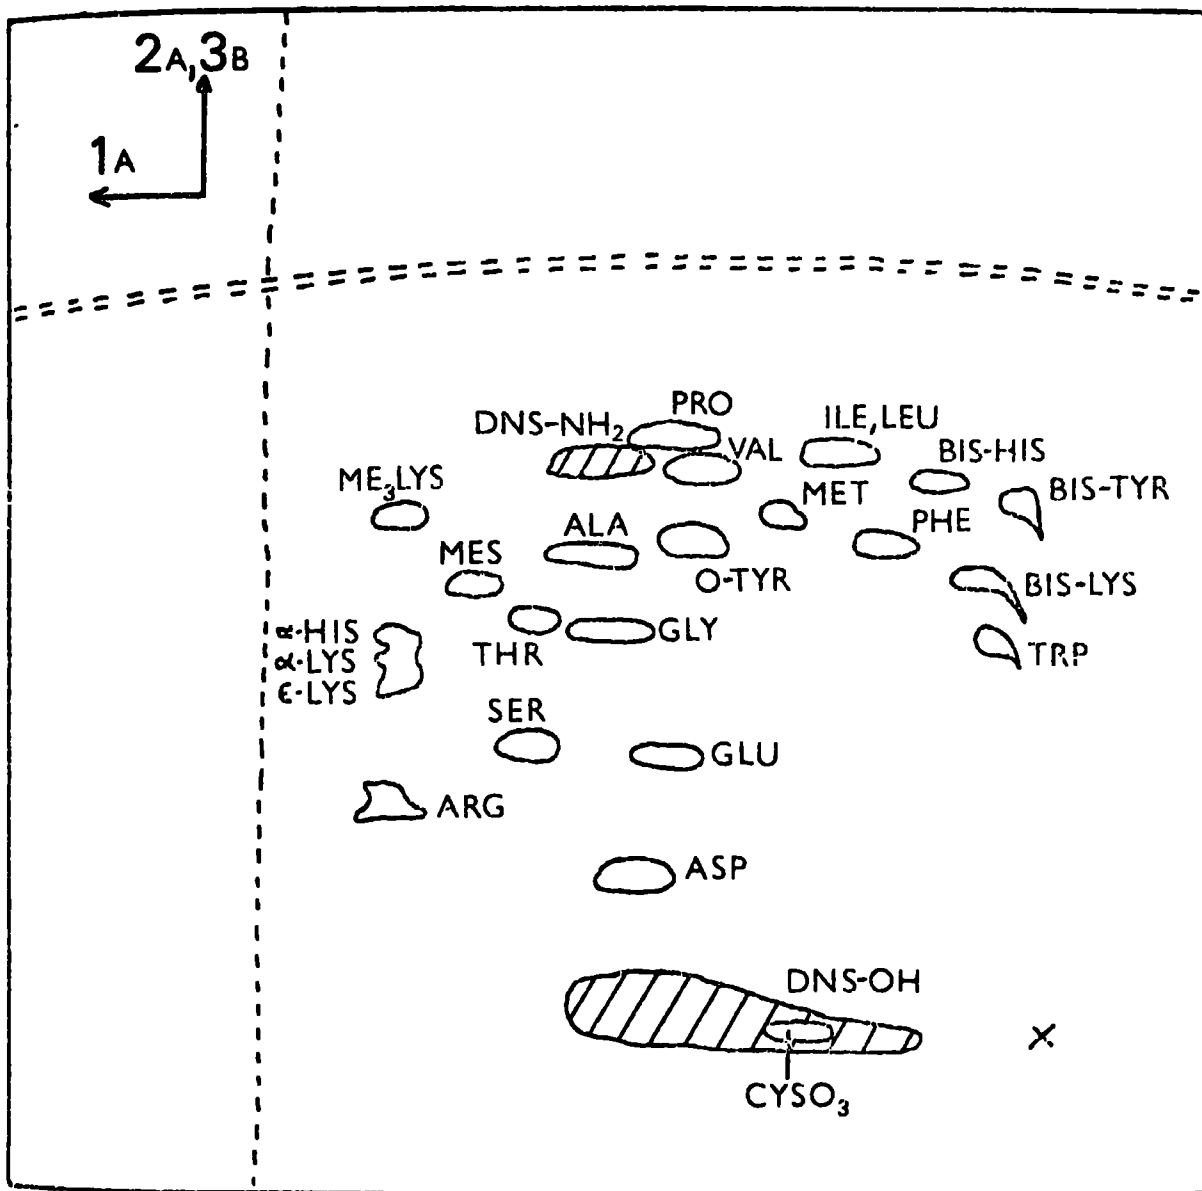 2A,3B
1A
PRO
DNS-NH₂
ILE,LEU
VAL
BIS-HIS
ME₃LYS
MET
BIS-TYR
ALA
PHE
MES
O-TYR
BIS-LYS
α-HIS
THR
GLY
TRP
α-LYS
ε-LYS
SER
GLU
ARG
ASP
DNS-OH
X
CYSO₃